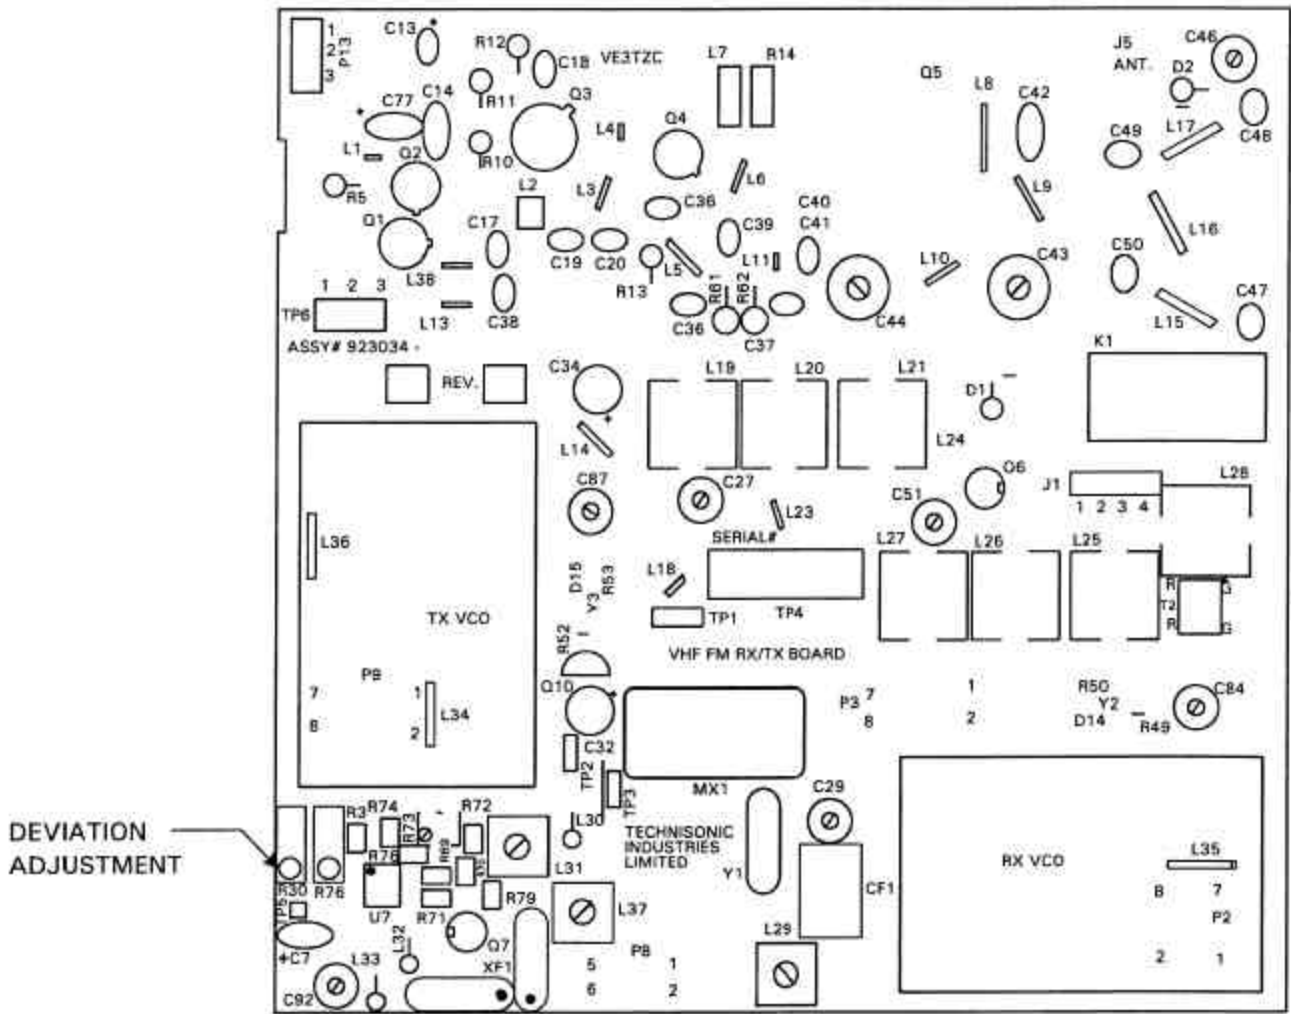 1
2
3
P13
C13
R12
C18
VE3TZC
L7
R14
Q5
L8
J5
ANT.
C46
D2
C77
C14
R11
Q3
L4
Q4
C42
C49
L17
C48
L1
Q2
R10
R5
L2
L3
L6
C36
C39
C40
C41
L9
L16
Q1
C17
L38
C19
C20
R13
L5
L11
R61
R62
L10
C43
C50
1 2 3
TP6
L13
C38
C36
C37
C44
L15
C47
ASSY# 923034 -
K1
REV.
C34
L19
L20
L21
D1
L14
L24
C87
C27
L23
C51
O6
J1
1 2 3 4
L28
L36
SERIAL#
L27
L26
L25
D15
R53
Y3
L18
TP1
TP4
R
G
T2
R
G
TX VCO
R52
VHF FM RX/TX BOARD
P9
7
8
1
2
L34
Q10
C32
P3
7
8
1
2
R50
Y2
D14
R49
C84
TP2
TP3
MX1
C29
DEVIATION
ADJUSTMENT
R3
R74
R73
R72
L30
TECHNISONIC
INDUSTRIES
LIMITED
R76
R69
L31
Y1
CF1
RX VCO
L35
R30
R76
TP5
U7
R71
R79
L37
8 7
P2
+C7
L32
Q7
P8
L29
L33
XF1
5 1
6 2
2 1
C92